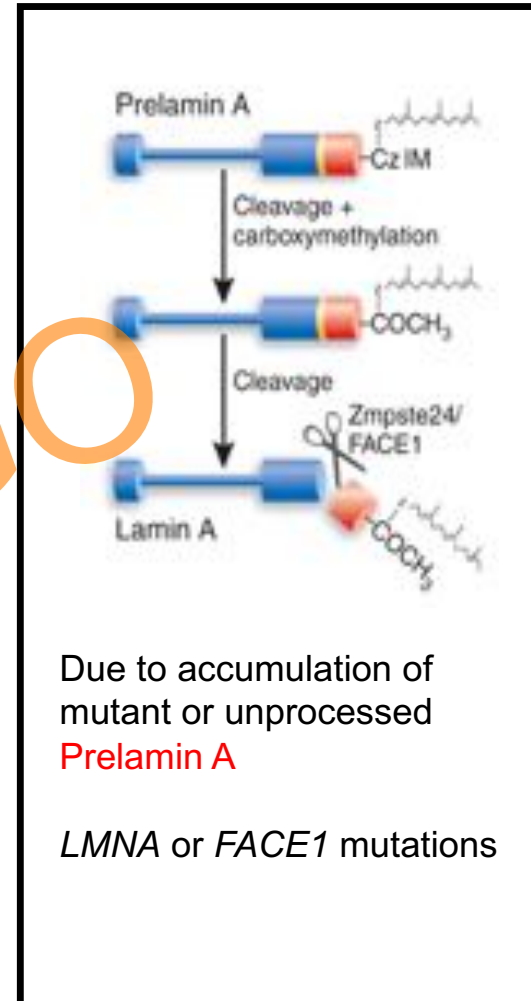 Prelamin A
CzIM
Cleavage +
carboxymethylation
COCH₃
Cleavage
Zmpste24/
FACE1
Lamin A
COCH₃
Due to accumulation of
mutant or unprocessed
Prelamin A
LMNA or FACE1 mutations